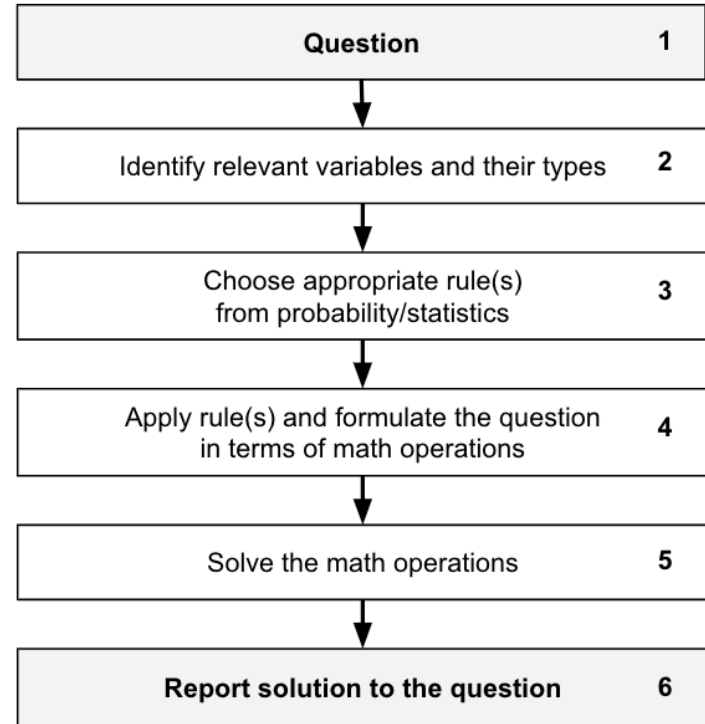 Question 1
Identify relevant variables and their types 2
Choose appropriate rule(s)
from probability/statistics 3
Apply rule(s) and formulate the question
in terms of math operations 4
Solve the math operations 5
Report solution to the question 6